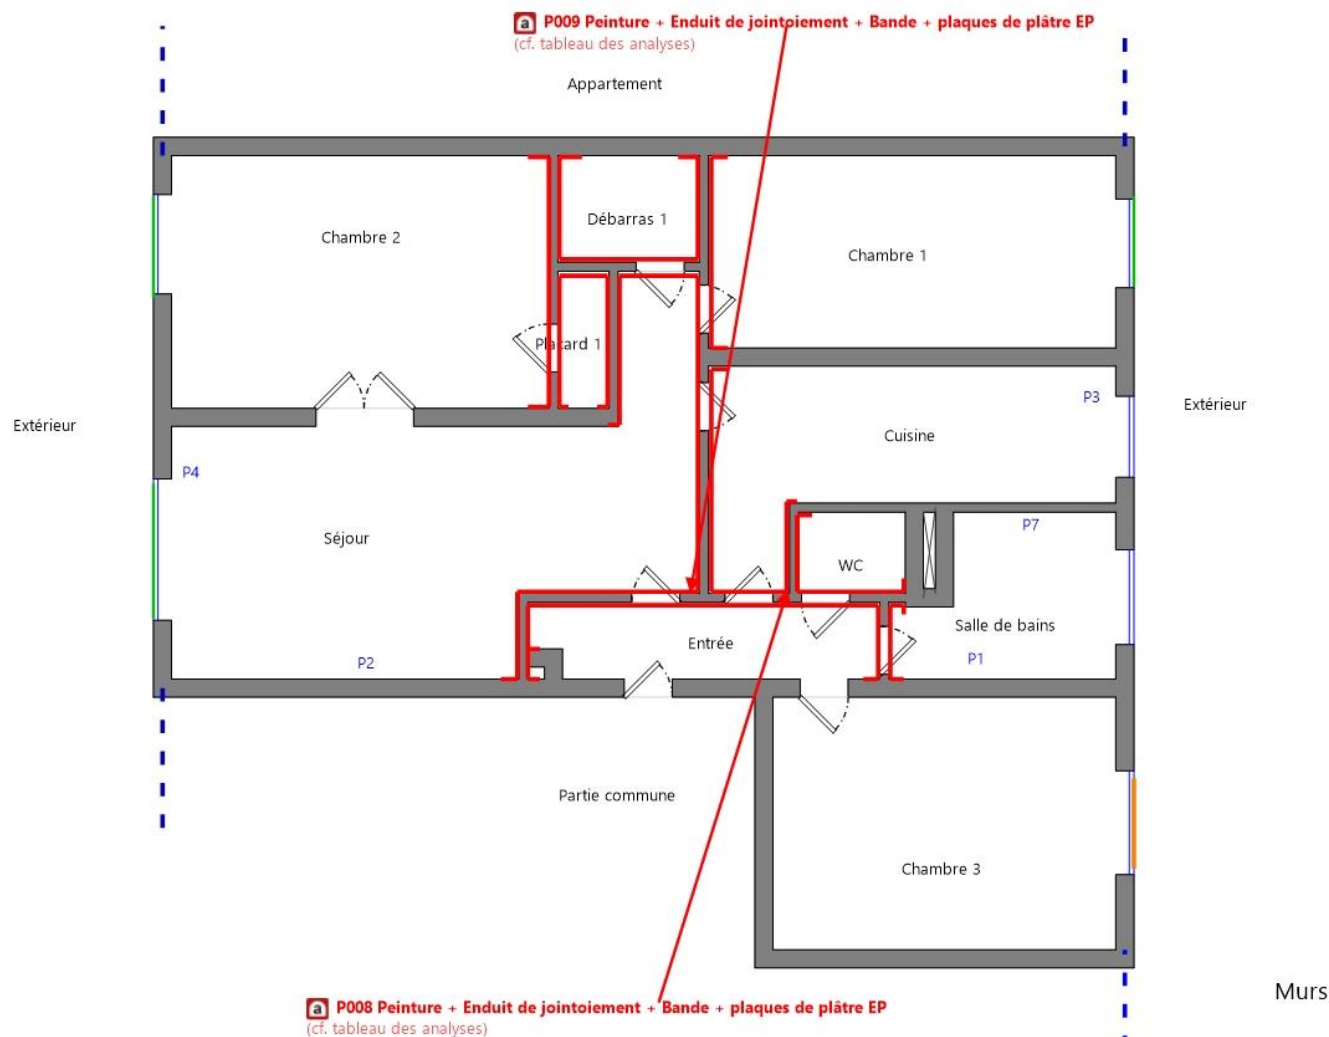 a P009 Peinture + Enduit de jointoiement + Bande + plaques de plâtre EP
(cf. tableau des analyses)
Appartement
Débarras 1
Chambre 2
Chambre 1
Placard 1
P3
Extérieur
Extérieur
Cuisine
P4
P7
Séjour
WC
Salle de bains
Entrée
P2
P1
Partie commune
Chambre 3
Murs
a P008 Peinture + Enduit de jointoiement + Bande + plaques de plâtre EP
(cf. tableau des analyses)